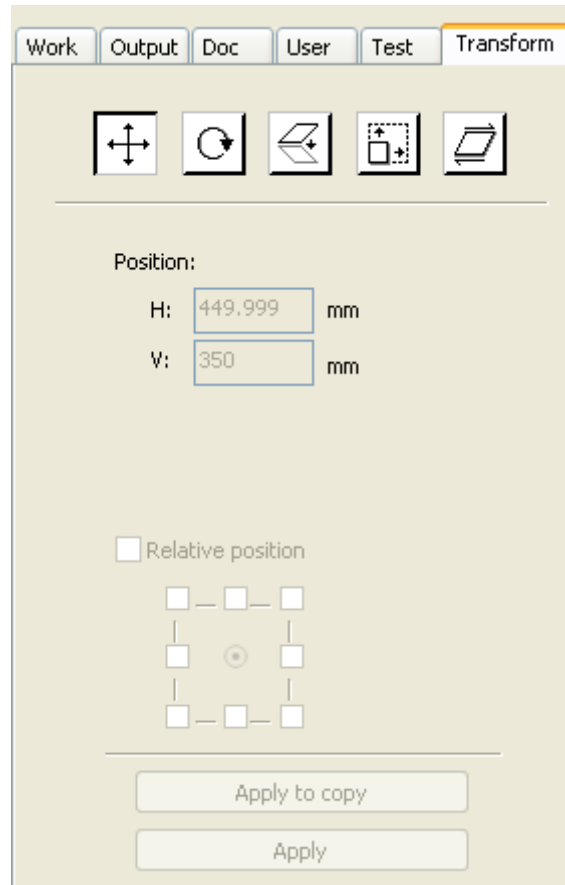 Work Output Doc User Test Transform
Position:
H: 449.999 mm
V: 350 mm
Relative position
Apply to copy
Apply